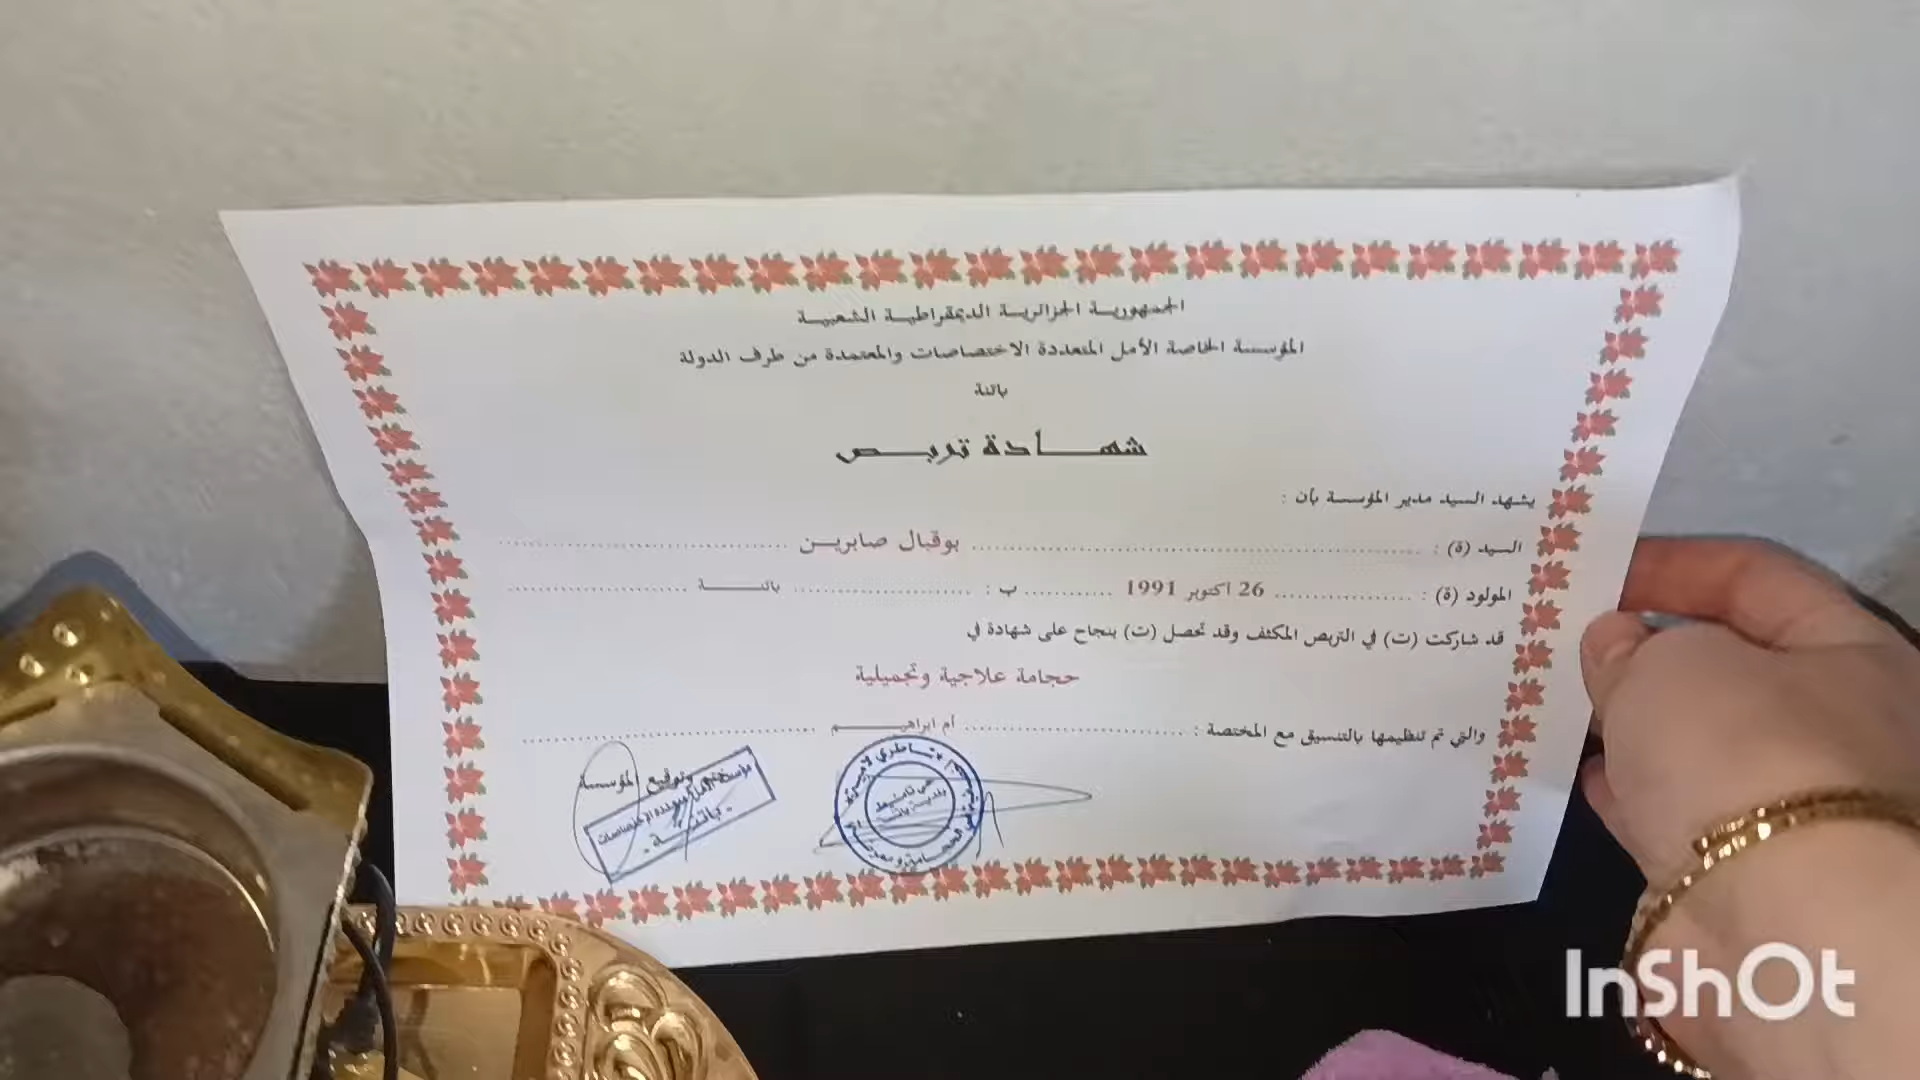 الجمهورية الجزائرية الديمقراطية الشعبية
المؤسسة الخاصة الأمل المتعددة الاختصاصات والمعتمدة من طرف الدولة
باتنة
شهادة تربص
يشهد السيد مدير المؤسسة بأن :
السيد (ة) : بوقبال صابرين
المولود (ة) : 26 اكتوبر 1991 ب : باتنة
قد شاركت (ت) في التربص المكثف وقد تحصل (ت) بنجاح على شهادة في
حجامة علاجية وتجميلية
والتي تم تنظيمها بالتنسيق مع المختصة : أم ابراهيم
وتوقيع المؤسسة
باتنة
InShOt